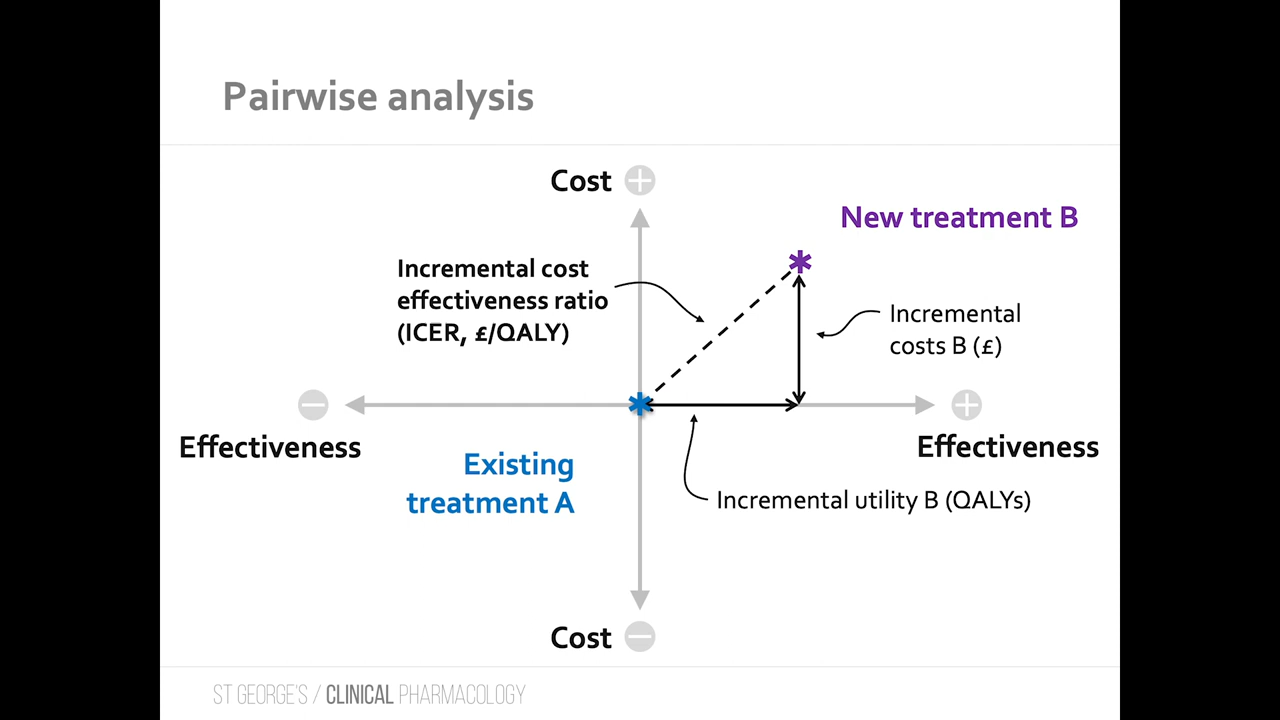 Pairwise analysis
Cost
New treatment B
Incremental cost
effectiveness ratio
(ICER, £/QALY)
Incremental
costs B (£)
Effectiveness
Effectiveness
Existing
treatment A
Incremental utility B (QALYs)
Cost
ST GEORGE'S / CLINICAL PHARMACOLOGY